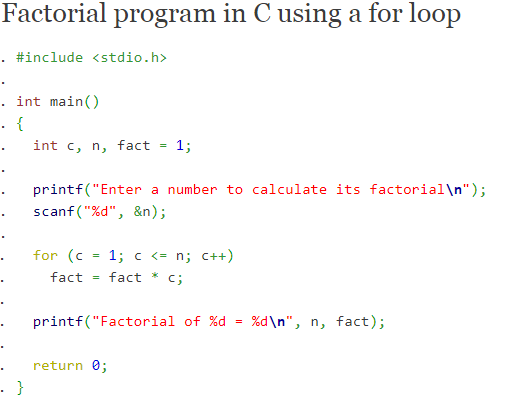 Factorial program in C using a for loop
. #include <stdio.h>
.
. int main()
. {
.   int c, n, fact = 1;
.
.   printf("Enter a number to calculate its factorial\n");
.   scanf("%d", &n);
.
.   for (c = 1; c <= n; c++)
.     fact = fact * c;
.
.   printf("Factorial of %d = %d\n", n, fact);
.
.   return 0;
. }